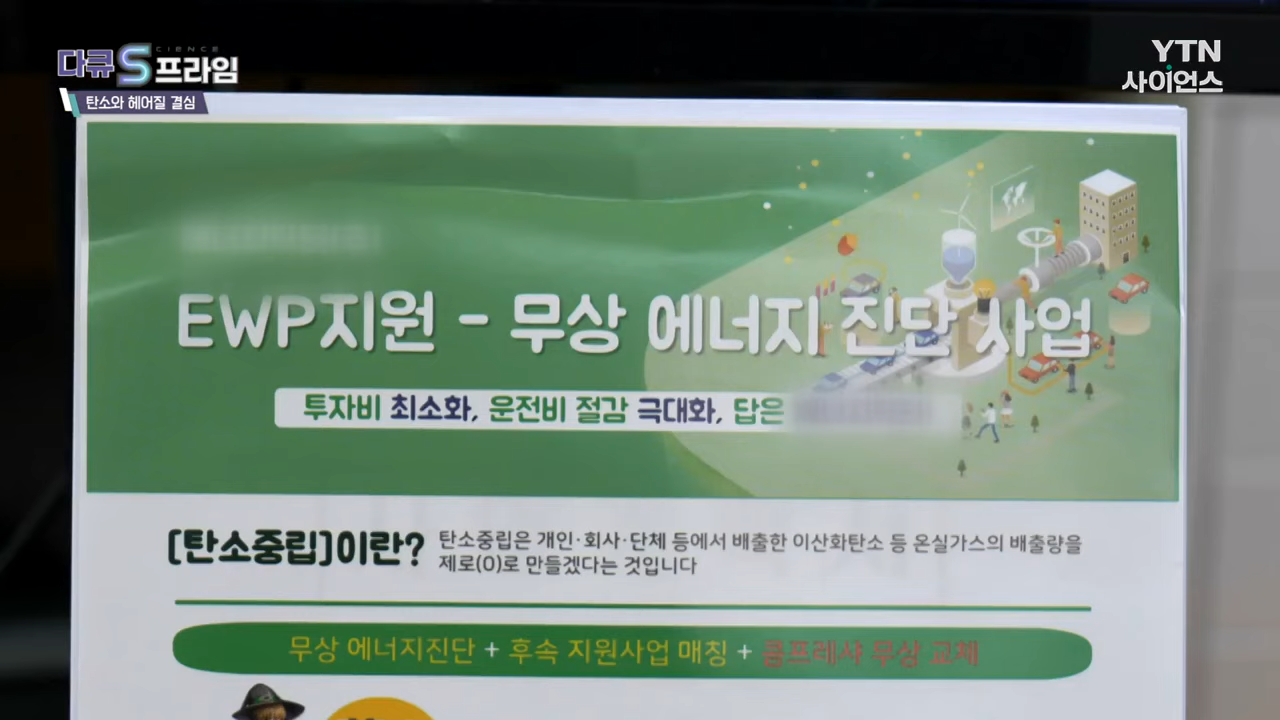 다큐 S 프라임
CIENCE
탄소와 헤어질 결심
YTN
사이언스
EWP지원 - 무상 에너지 진단 사업
투자비 최소화, 운전비 절감 극대화, 답은
[탄소중립]이란?
탄소중립은 개인·회사·단체 등에서 배출한 이산화탄소 등 온실가스의 배출량을
제로(0)로 만들겠다는 것입니다
무상 에너지진단 + 후속 지원사업 매칭 + 콤프레샤 무상 교체